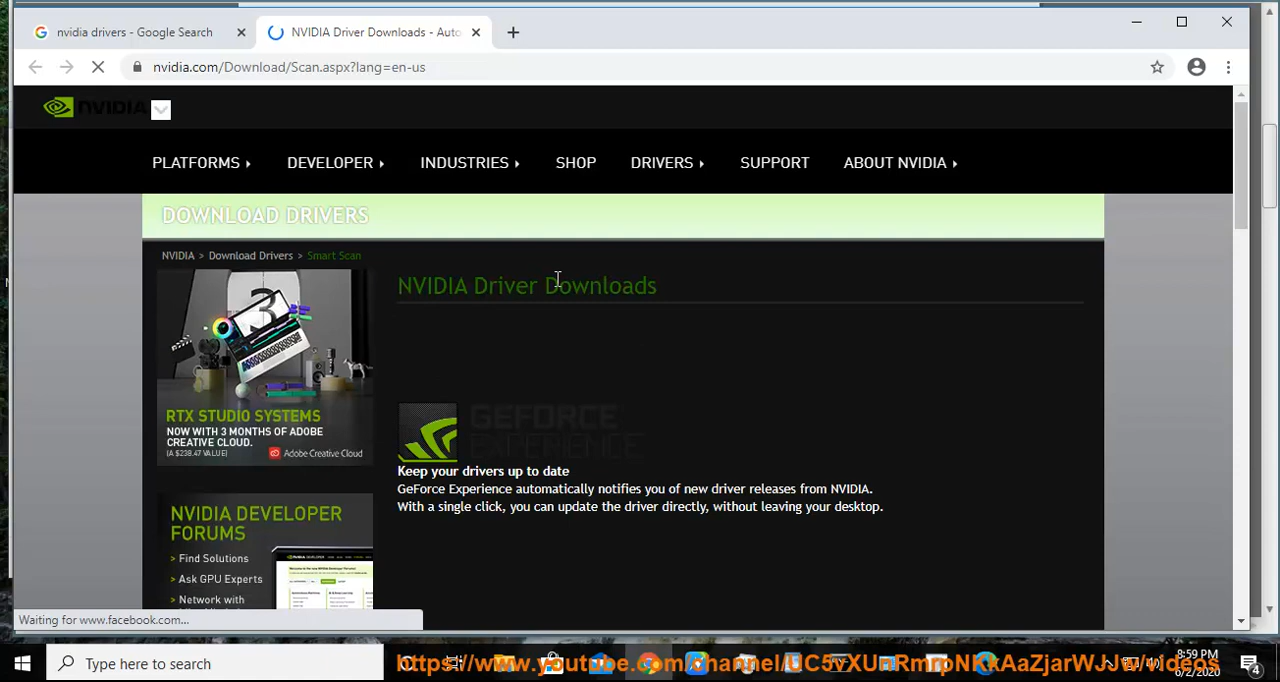 nvidia drivers - Google Search
NVIDIA Driver Downloads - Auto
nvidia.com/Download/Scan.aspx?lang=en-us
NVIDIA
PLATFORMS
DEVELOPER
INDUSTRIES
SHOP
DRIVERS
SUPPORT
ABOUT NVIDIA
DOWNLOAD DRIVERS
NVIDIA > Download Drivers > Smart Scan
NVIDIA Driver Downloads
3
RTX STUDIO SYSTEMS
NOW WITH 3 MONTHS OF ADOBE
CREATIVE CLOUD.
(A $238.47 VALUE)
Adobe Creative Cloud
GEFORCE
EXPERIENCE
Keep your drivers up to date
GeForce Experience automatically notifies you of new driver releases from NVIDIA.
With a single click, you can update the driver directly, without leaving your desktop.
NVIDIA DEVELOPER
FORUMS
> Find Solutions
> Ask GPU Experts
> Network with
Waiting for www.facebook.com...
Type here to search
Https://www.youtube.com/channel/UC5yXUnRmrpNKkAaZjarWJJw/videos
8:59 PM
6/2/2020
4